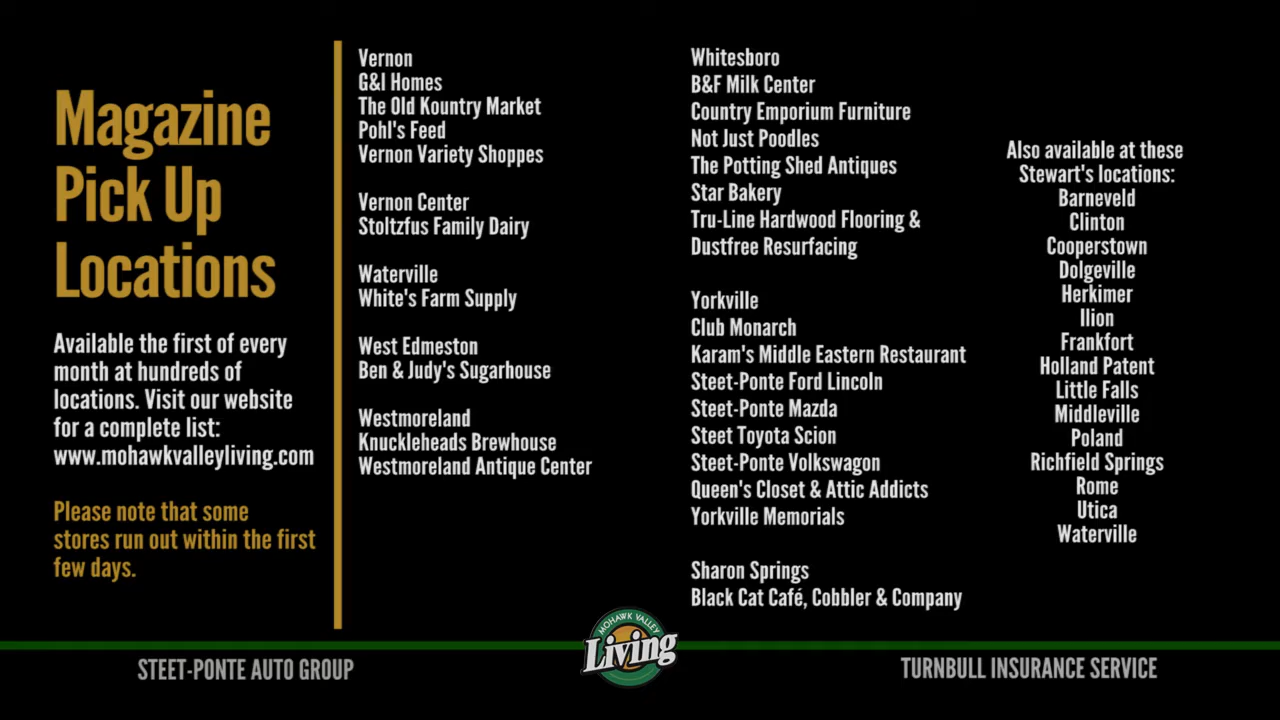 Magazine
Pick Up
Locations
Available the first of every
month at hundreds of
locations. Visit our website
for a complete list:
www.mohawkvalleyliving.com
Please note that some
stores run out within the first
few days.
Vernon
G&I Homes
The Old Kountry Market
Pohl's Feed
Vernon Variety Shoppes
Vernon Center
Stoltzfus Family Dairy
Waterville
White's Farm Supply
West Edmeston
Ben & Judy's Sugarhouse
Westmoreland
Knuckleheads Brewhouse
Westmoreland Antique Center
Whitesboro
B&F Milk Center
Country Emporium Furniture
Not Just Poodles
The Potting Shed Antiques
Star Bakery
Tru-Line Hardwood Flooring &
Dustfree Resurfacing
Yorkville
Club Monarch
Karam's Middle Eastern Restaurant
Steet-Ponte Ford Lincoln
Steet-Ponte Mazda
Steet Toyota Scion
Steet-Ponte Volkswagon
Queen's Closet & Attic Addicts
Yorkville Memorials
Sharon Springs
Black Cat Café, Cobbler & Company
Also available at these
Stewart's locations:
Barneveld
Clinton
Cooperstown
Dolgeville
Herkimer
Ilion
Frankfort
Holland Patent
Little Falls
Middleville
Poland
Richfield Springs
Rome
Utica
Waterville
STEET-PONTE AUTO GROUP
MOHAWK VALLEY
Living
TURNBULL INSURANCE SERVICE